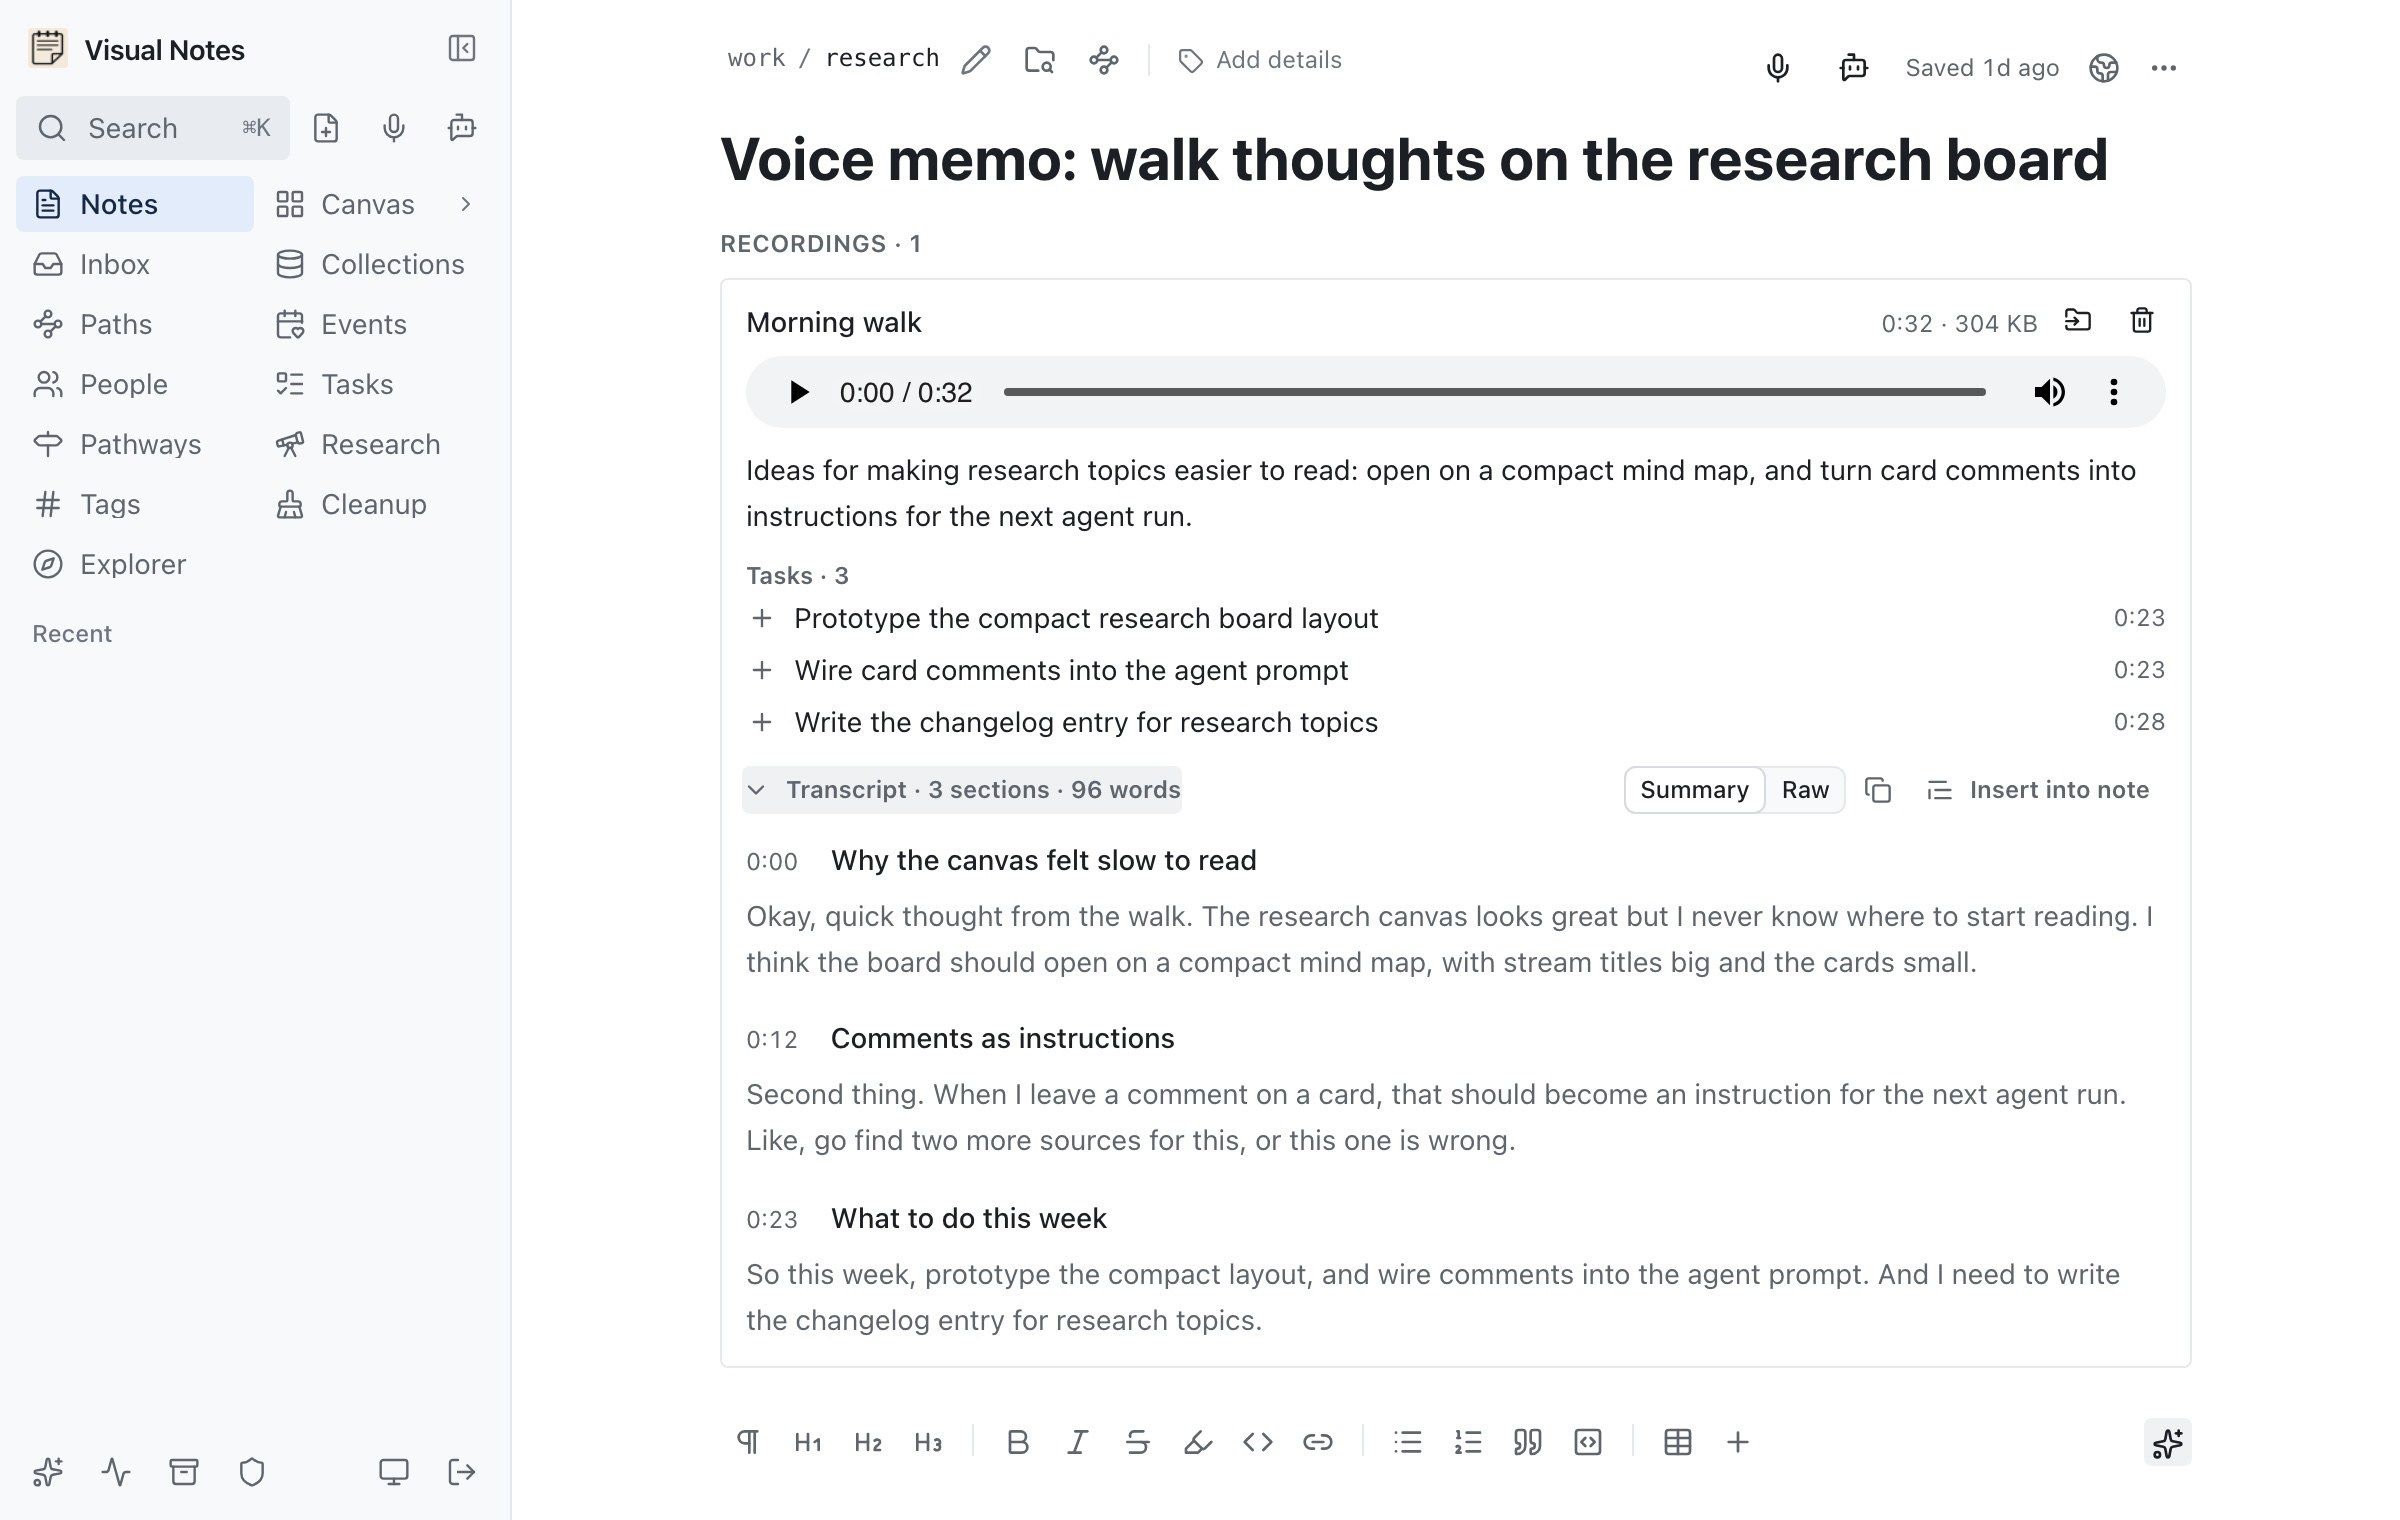 Visual Notes
Search ⌘K
Notes
Canvas
Inbox
Collections
Paths
Events
People
Tasks
Pathways
Research
Tags
Cleanup
Explorer
Recent
work / research
Add details
Saved 1d ago
Voice memo: walk thoughts on the research board
RECORDINGS · 1
Morning walk
0:32 · 304 KB
0:00 / 0:32
Ideas for making research topics easier to read: open on a compact mind map, and turn card comments into
instructions for the next agent run.
Tasks · 3
Prototype the compact research board layout 0:23
Wire card comments into the agent prompt 0:23
Write the changelog entry for research topics 0:28
Transcript · 3 sections · 96 words
Summary Raw
Insert into note
0:00 Why the canvas felt slow to read
Okay, quick thought from the walk. The research canvas looks great but I never know where to start reading. I
think the board should open on a compact mind map, with stream titles big and the cards small.
0:12 Comments as instructions
Second thing. When I leave a comment on a card, that should become an instruction for the next agent run.
Like, go find two more sources for this, or this one is wrong.
0:23 What to do this week
So this week, prototype the compact layout, and wire comments into the agent prompt. And I need to write
the changelog entry for research topics.
H1 H2 H3 B I S